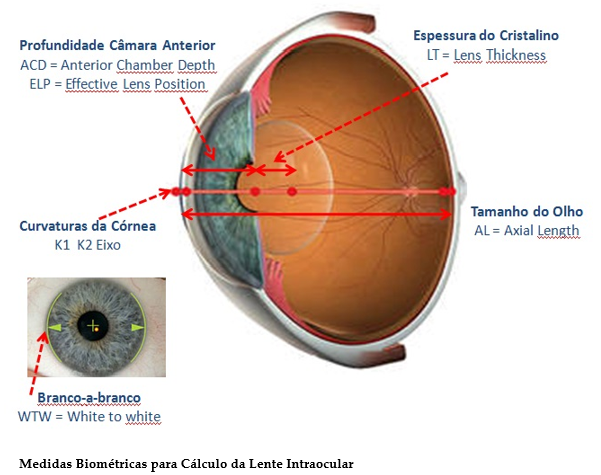 Profundidade Câmara Anterior
ACD = Anterior Chamber Depth
ELP = Effective Lens Position
Espessura do Cristalino
LT = Lens Thickness
Curvaturas da Córnea
K1 K2 Eixo
Tamanho do Olho
AL = Axial Length
Branco-a-branco
WTW = White to white
Medidas Biométricas para Cálculo da Lente Intraocular